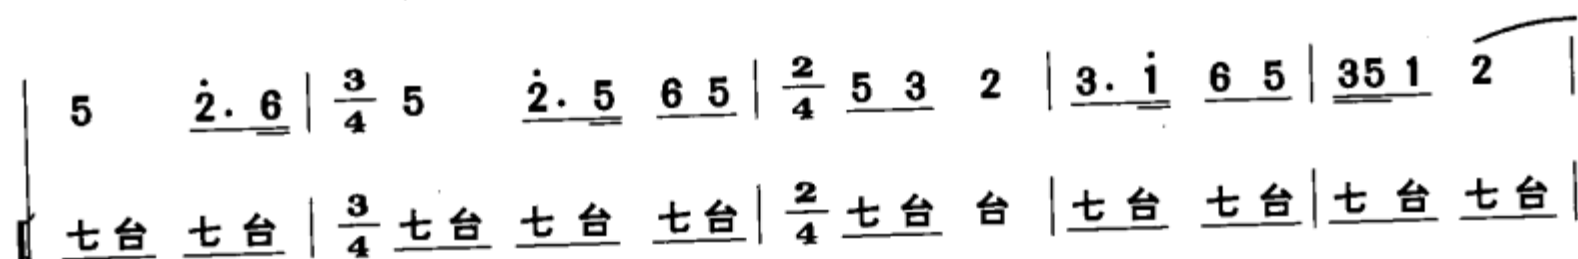 5 2̇. 6 | 3/4 5 2̇. 5 6 5 | 2/4 5 3 2 | 3. 1̇ 6 5 | 35 1 2 |
七台 七台 | 3/4 七台 七台 七台 | 2/4 七台 台 | 七台 七台 | 七台 七台 |